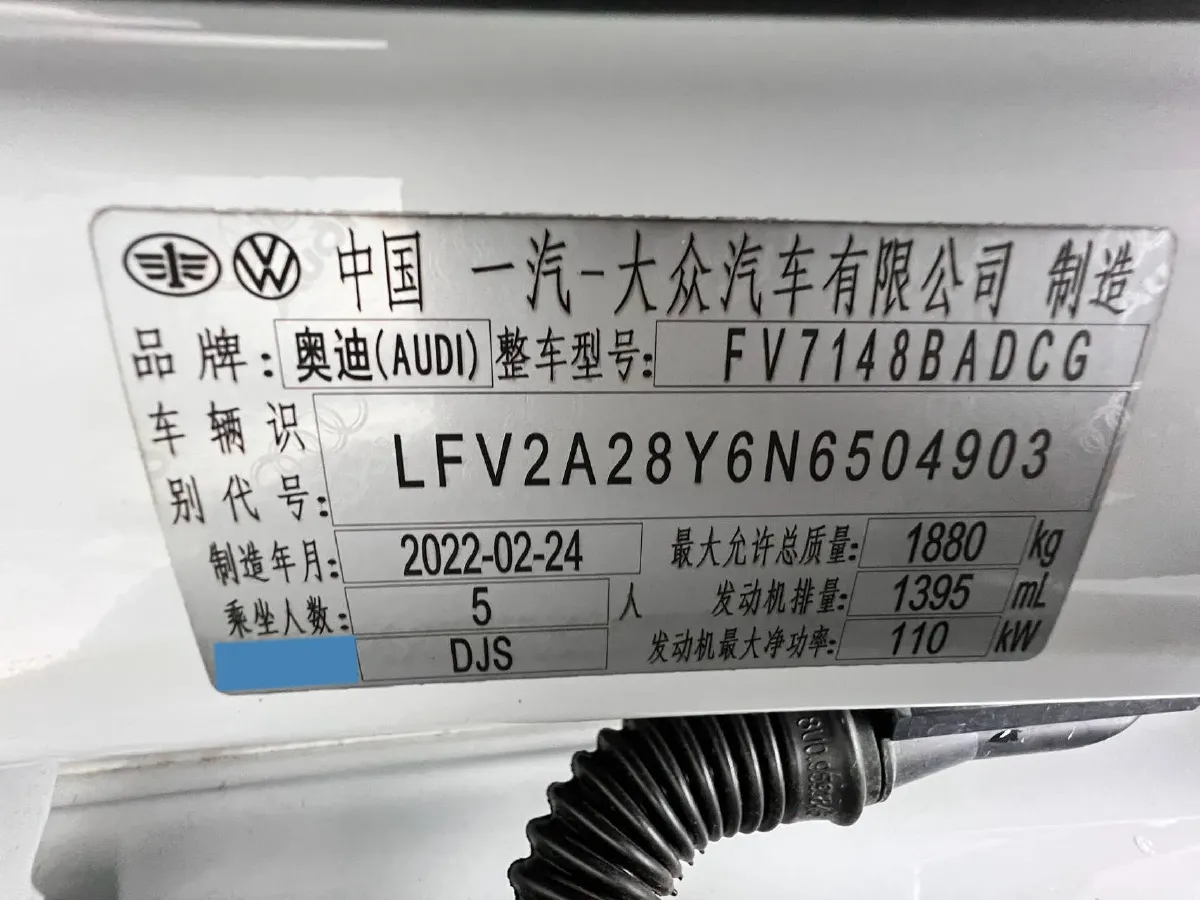 中国 一汽-大众汽车有限公司 制造
品牌: 奥迪(AUDI) 整车型号: FV7148BADCG
车辆识别代号: LFV2A28Y6N6504903
制造年月: 2022-02-24 最大允许总质量: 1880 kg
乘坐人数: 5 人 发动机排量: 1395 mL
DJS 发动机最大净功率: 110 kW